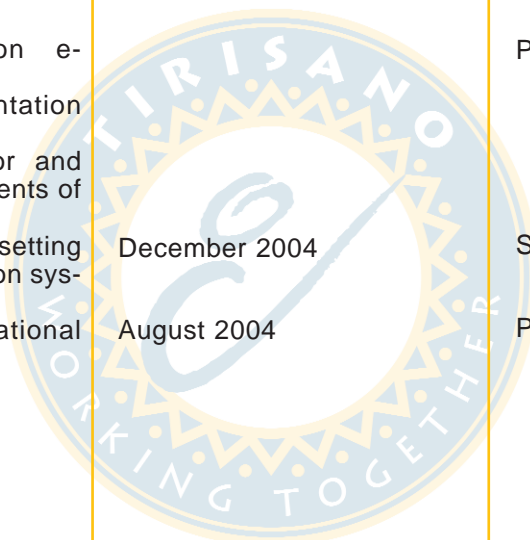 on e-
ntation
or and
ents of
setting
on sys-
ational
December 2004
August 2004
P
S
P
TIRISANO
WORKING TOGETHER